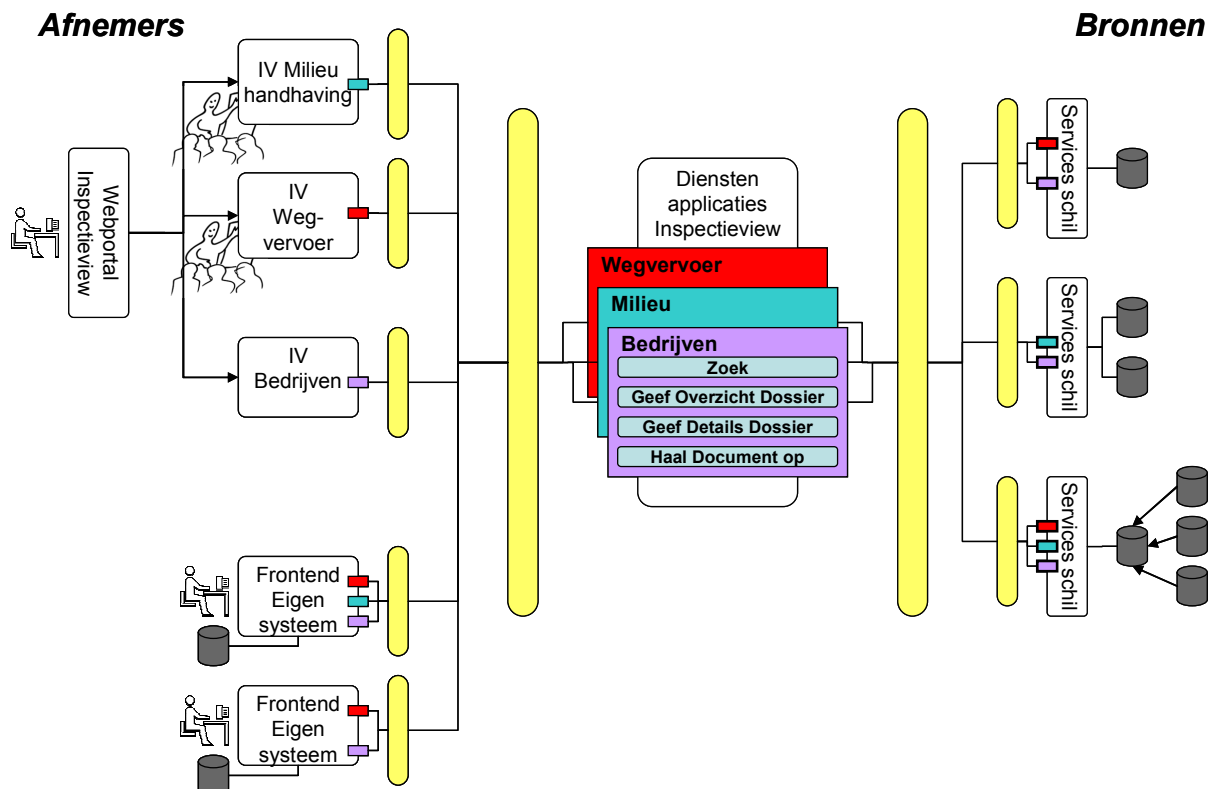 Afnemers
Bronnen
IV Milieu
handhaving
Webportal
Inspectieview
IV
Weg-
vervoer
IV
Bedrijven
Frontend
Eigen
systeem
Frontend
Eigen
systeem
Diensten
applicaties
Inspectieview
Wegvervoer
Milieu
Bedrijven
Zoek
Geef Overzicht Dossier
Geef Details Dossier
Haal Document op
Services schil
Services schil
Services schil